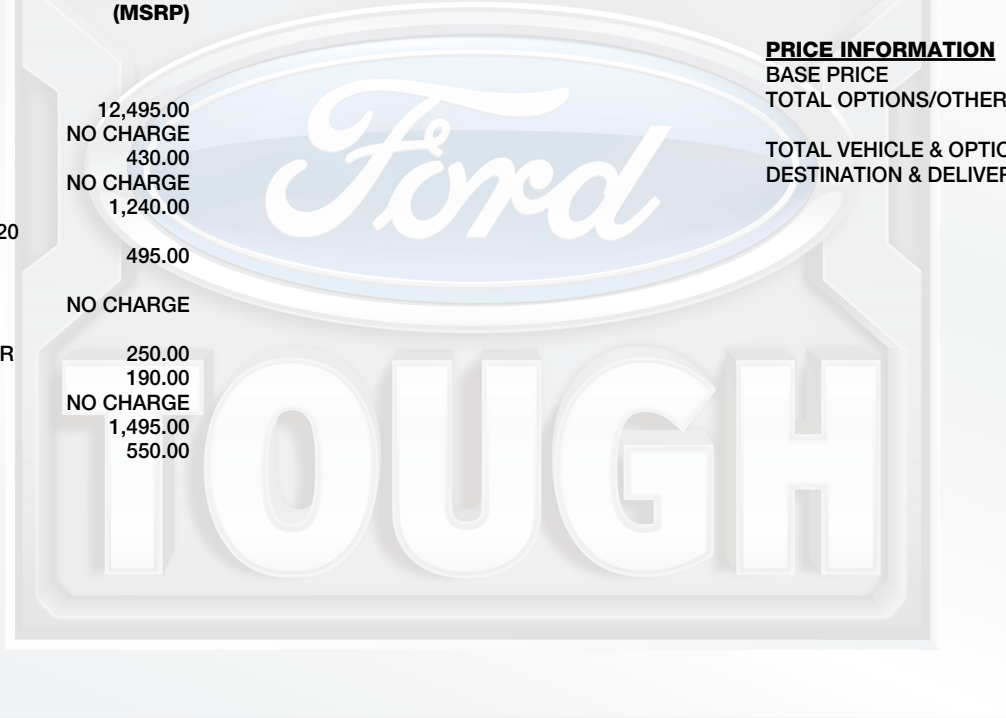 (MSRP)
12,495.00
NO CHARGE
430.00
NO CHARGE
1,240.00
20
495.00
NO CHARGE
R 250.00
190.00
NO CHARGE
1,495.00
550.00
PRICE INFORMATION
BASE PRICE
TOTAL OPTIONS/OTHER
TOTAL VEHICLE & OPTIO
DESTINATION & DELIVER
Ford
TOUGH